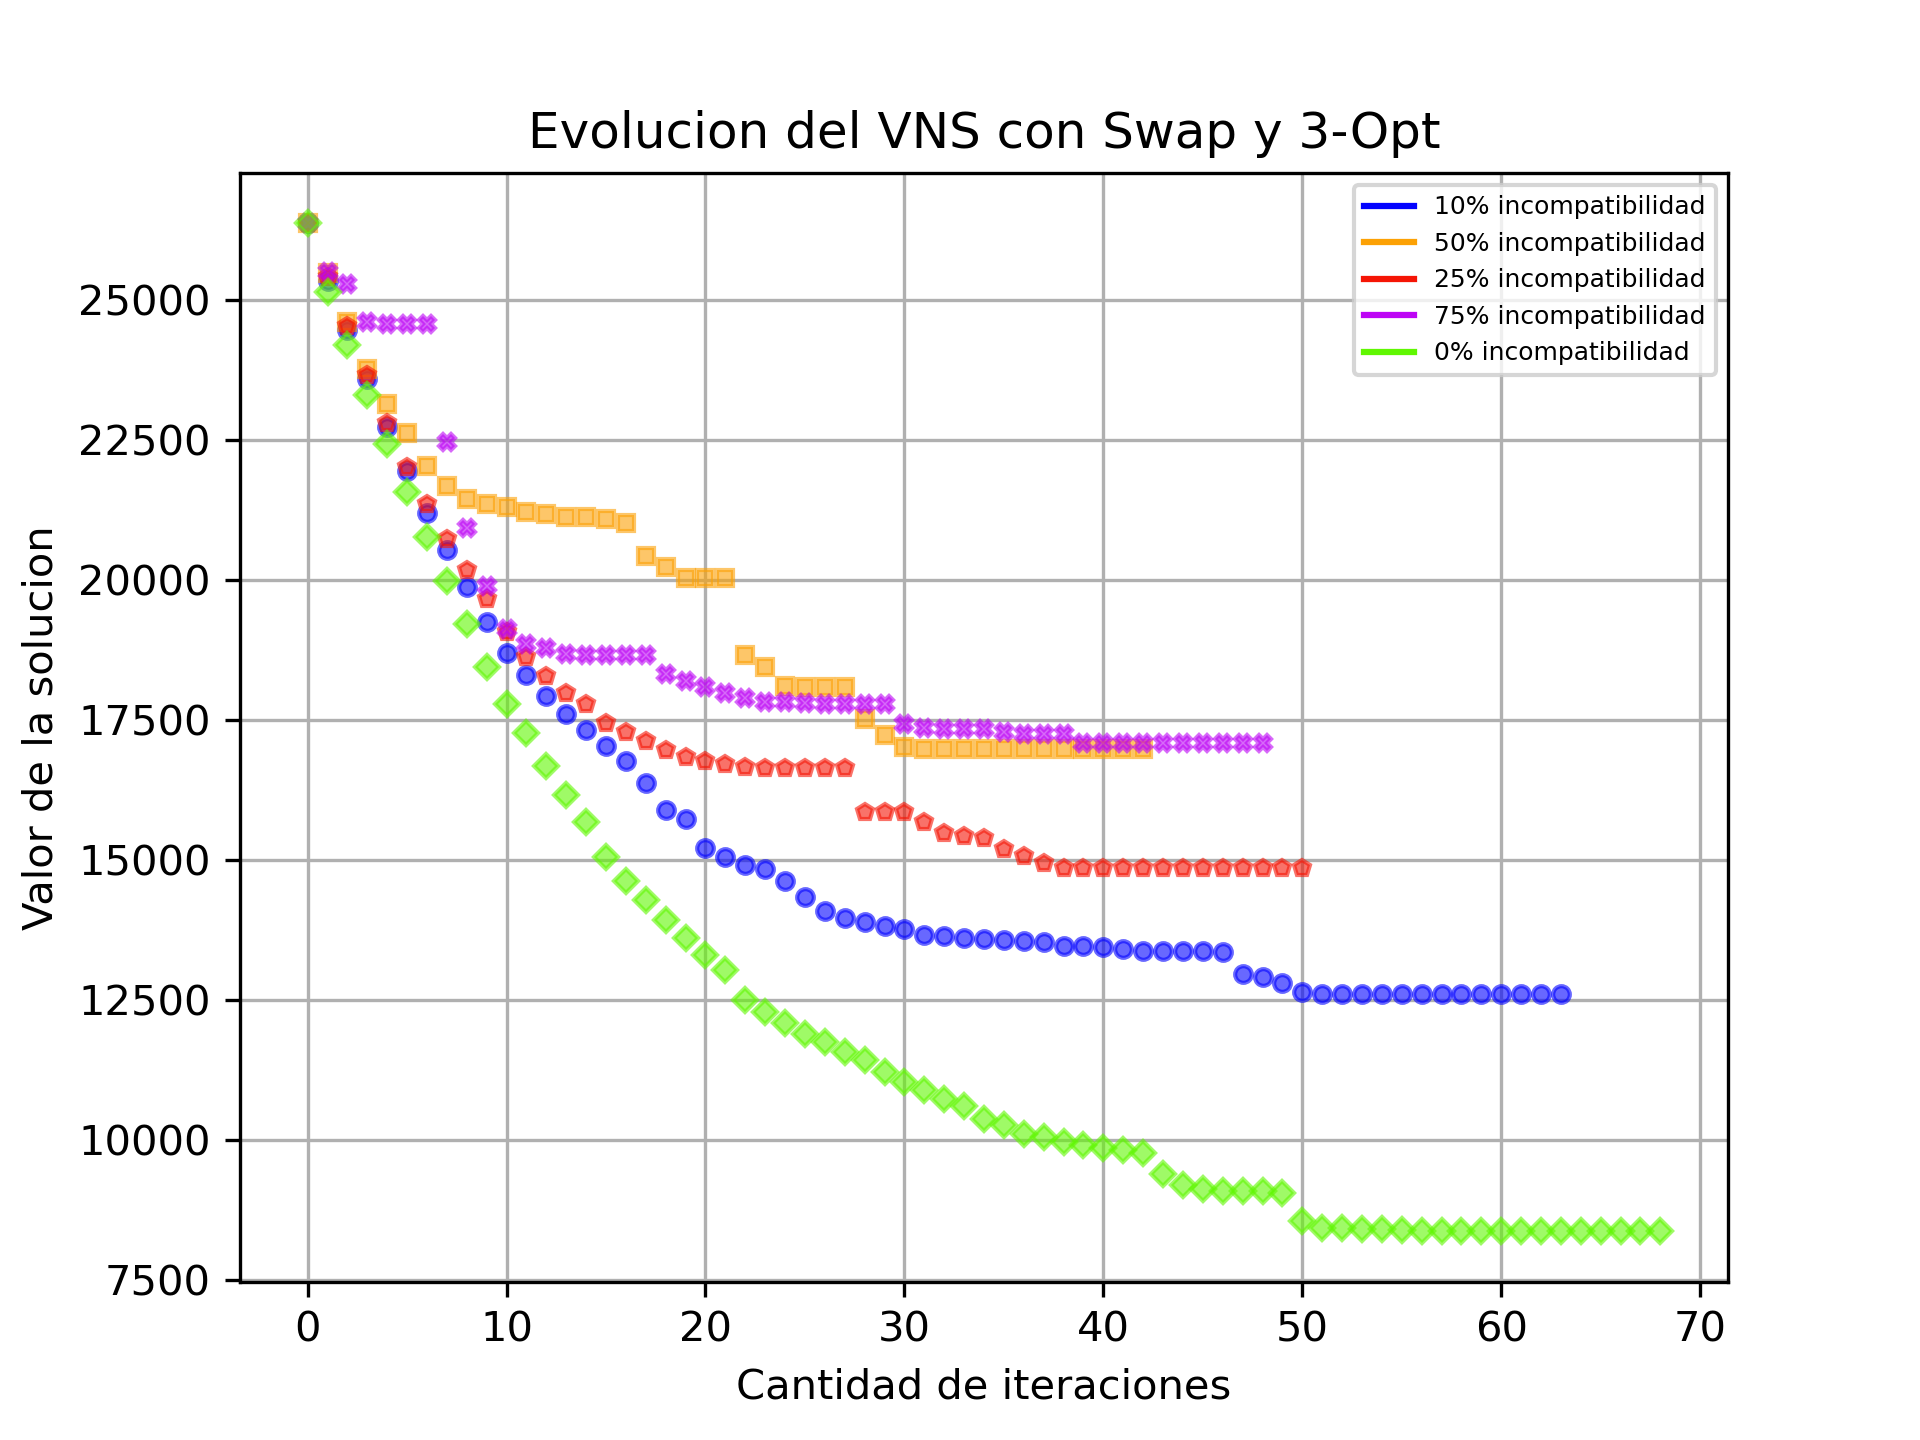 Evolucion del VNS con Swap y 3-Opt
10% incompatibilidad
50% incompatibilidad
25% incompatibilidad
75% incompatibilidad
0% incompatibilidad
Valor de la solucion
25000
22500
20000
17500
15000
12500
10000
7500
0 10 20 30 40 50 60 70
Cantidad de iteraciones